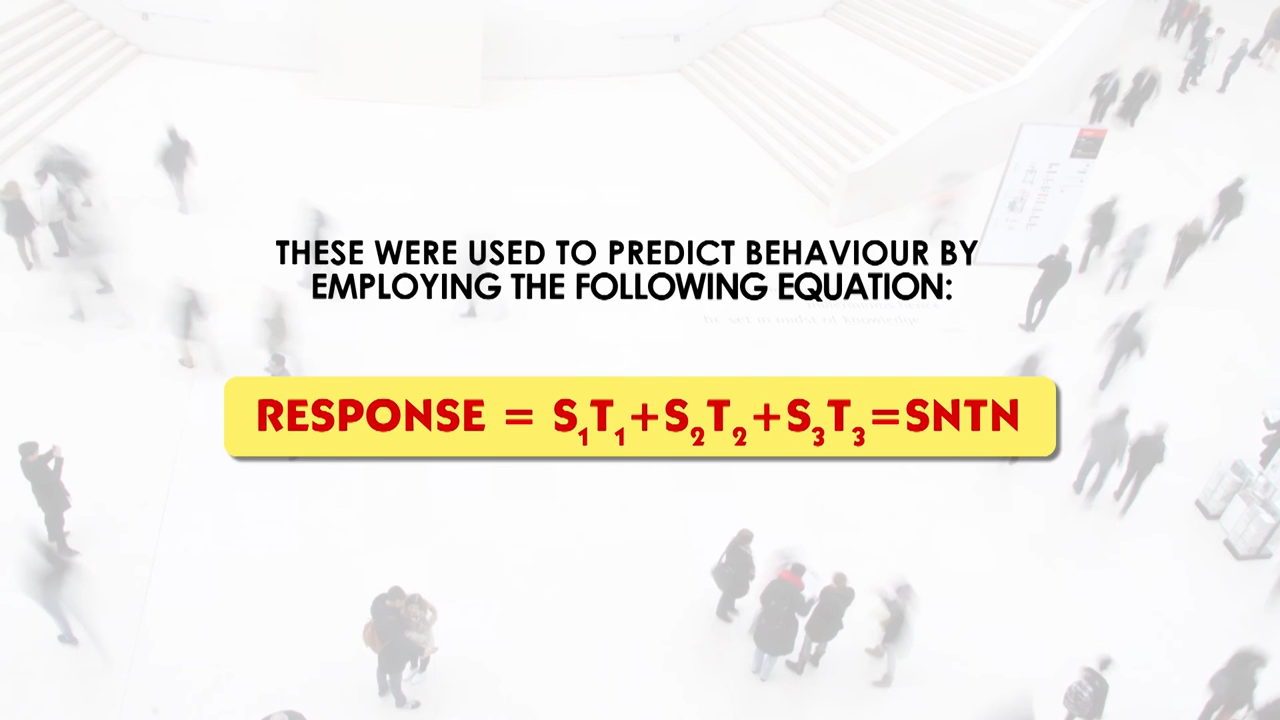 THESE WERE USED TO PREDICT BEHAVIOUR BY
EMPLOYING THE FOLLOWING EQUATION:
RESPONSE = S₁T₁+S₂T₂+S₃T₃=SNTN